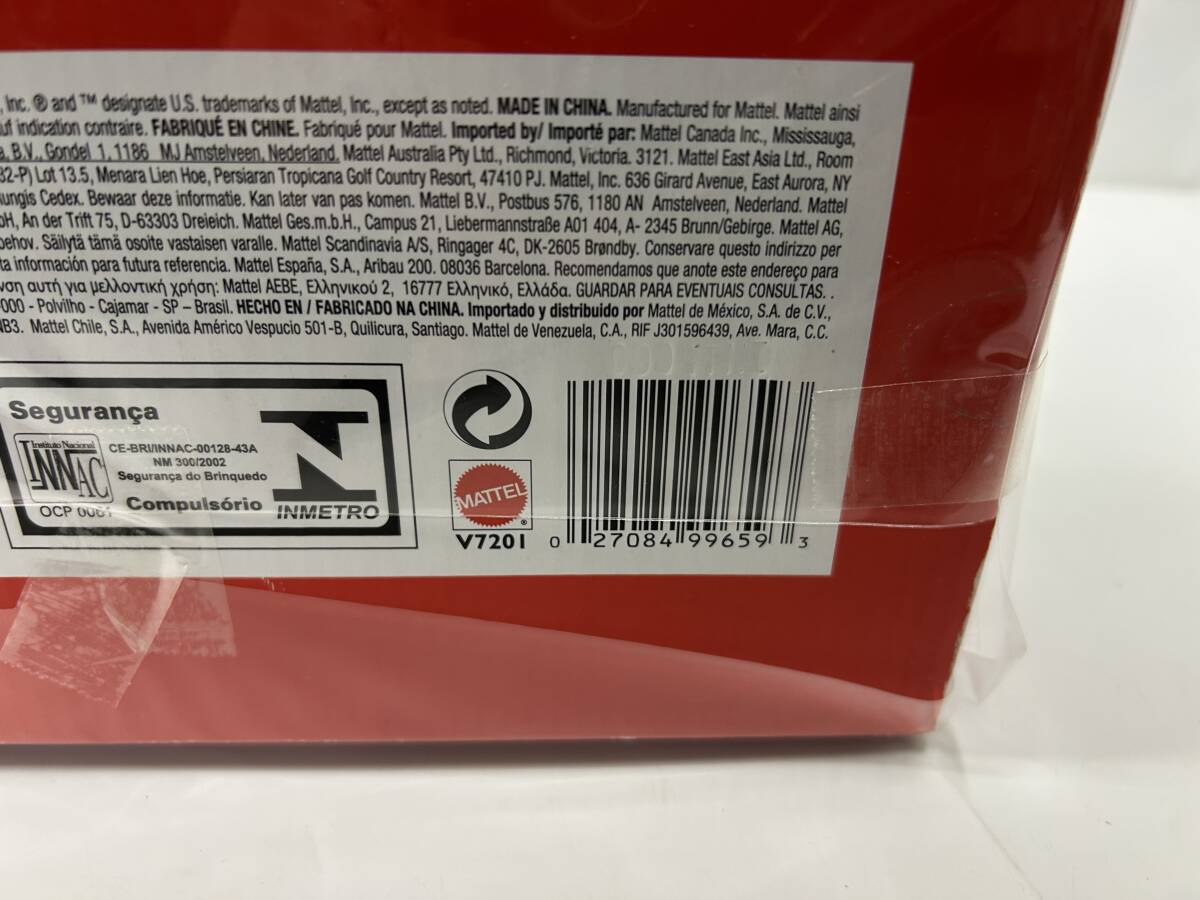 , Inc. ® and ™ designate U.S. trademarks of Mattel, Inc., except as noted. MADE IN CHINA. Manufactured for Mattel. Mattel ainsi
uf indication contraire. FABRIQUÉ EN CHINE. Fabriqué pour Mattel. Imported by/ Importé par: Mattel Canada Inc., Mississauga,
a, B.V., Gondel 1, 1186 MJ Amstelveen, Nederland. Mattel Australia Pty Ltd., Richmond, Victoria. 3121. Mattel East Asia Ltd., Room
32-P) Lot 13.5, Menara Lien Hoe, Persiaran Tropicana Golf Country Resort, 47410 PJ. Mattel, Inc. 636 Girard Avenue, East Aurora, NY
ungis Cedex. Bewaar deze informatie. Kan later van pas komen. Mattel B.V., Postbus 576, 1180 AN Amstelveen, Nederland. Mattel
bH, An der Trift 75, D-63303 Dreieich. Mattel Ges.m.b.H., Campus 21, Liebermannstraße A01 404, A- 2345 Brunn/Gebirge. Mattel AG,
behov. Säilytä tämä osoite vastaisen varalle. Mattel Scandinavia A/S, Ringager 4C, DK-2605 Brøndby. Conservare questo indirizzo per
ta información para futura referencia. Mattel España, S.A., Aribau 200. 08036 Barcelona. Recomendamos que anote este endereço para
νση αυτή για μελλοντική χρήση: Mattel AEBE, Ελληνικού 2, 16777 Ελληνικό, Ελλάδα. GUARDAR PARA EVENTUAIS CONSULTAS. .
-000 - Polvilho - Cajamar - SP – Brasil. HECHO EN / FABRICADO NA CHINA. Importado y distribuido por Mattel de México, S.A. de C.V.,
NB3. Mattel Chile, S.A., Avenida Américo Vespucio 501-B, Quilicura, Santiago. Mattel de Venezuela, C.A., RIF J301596439, Ave. Mara, C.C.
Segurança
Instituto Nacional
INNAC
OCP 0061
CE-BRI/INNAC-00128-43A
NM 300/2002
Segurança do Brinquedo
Compulsório
INMETRO
MATTEL
®
V7201
0 27084 99659 3